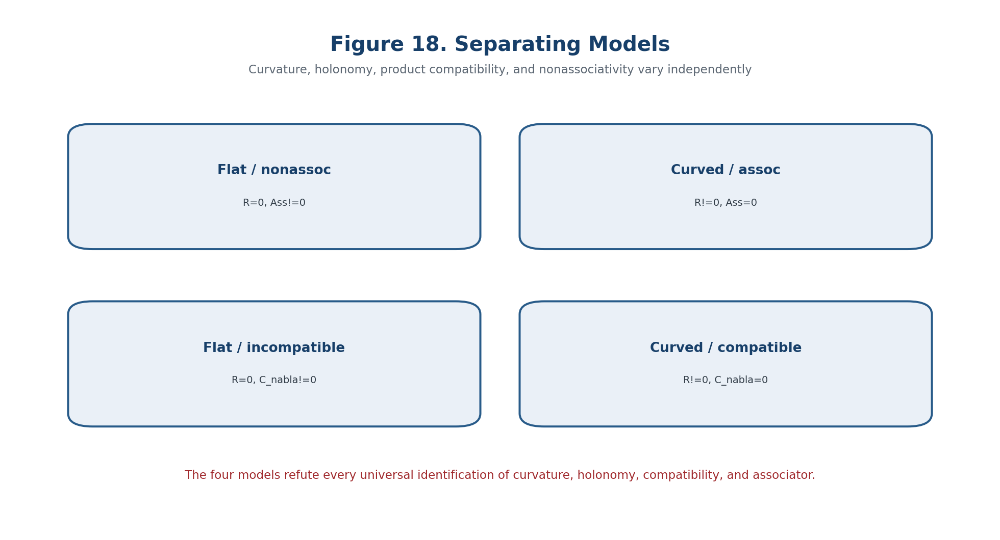 Figure 18. Separating Models
Curvature, holonomy, product compatibility, and nonassociativity vary independently
Flat / nonassoc
R=0, Ass!=0
Curved / assoc
R!=0, Ass=0
Flat / incompatible
R=0, C_nabla!=0
Curved / compatible
R!=0, C_nabla=0
The four models refute every universal identification of curvature, holonomy, compatibility, and associator.